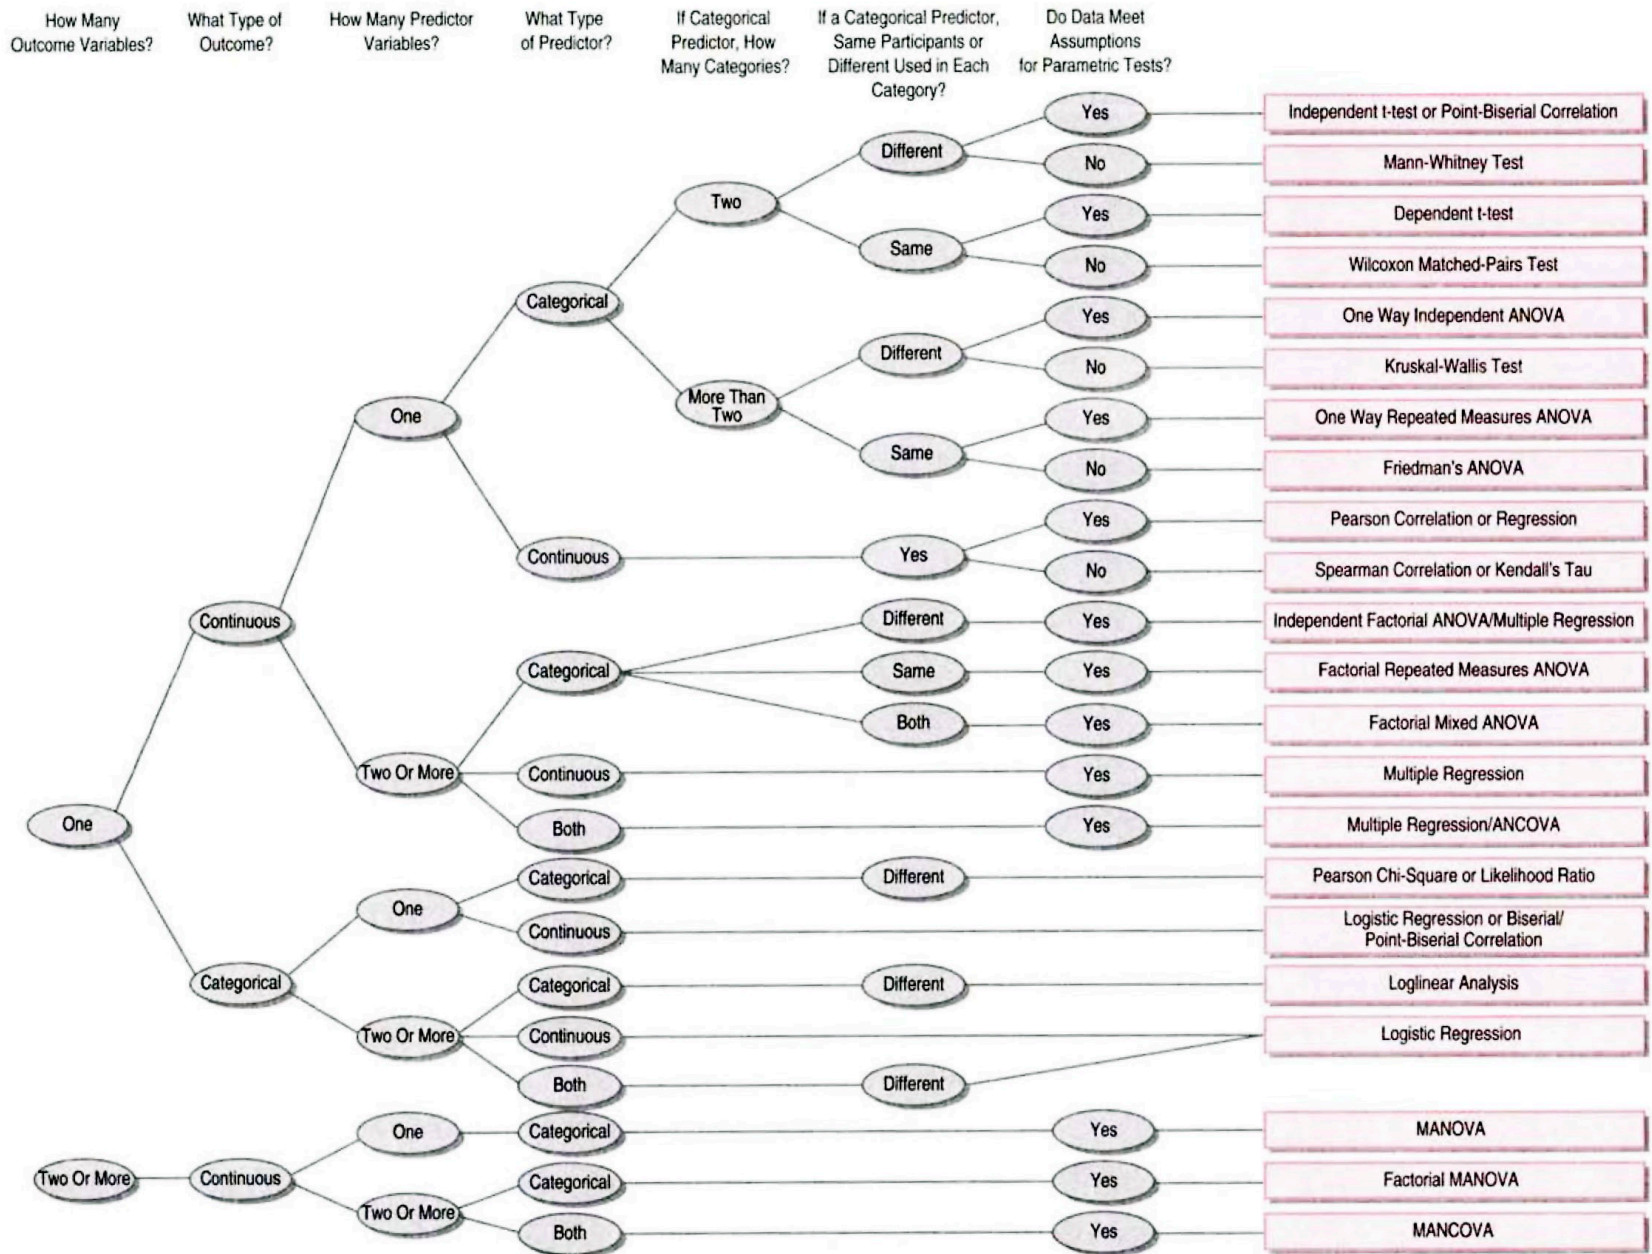 How Many
Outcome Variables?
What Type of
Outcome?
How Many Predictor
Variables?
What Type
of Predictor?
If Categorical
Predictor, How
Many Categories?
If a Categorical Predictor,
Same Participants or
Different Used in Each
Category?
Do Data Meet
Assumptions
for Parametric Tests?
Yes
Independent t-test or Point-Biserial Correlation
Different
No
Mann-Whitney Test
Two
Yes
Dependent t-test
Same
No
Wilcoxon Matched-Pairs Test
Categorical
Yes
One Way Independent ANOVA
Different
No
Kruskal-Wallis Test
More Than
Two
One
Yes
One Way Repeated Measures ANOVA
Same
No
Friedman's ANOVA
Yes
Pearson Correlation or Regression
Continuous
Yes
No
Spearman Correlation or Kendall's Tau
Continuous
Different
Yes
Independent Factorial ANOVA/Multiple Regression
Categorical
Same
Yes
Factorial Repeated Measures ANOVA
Both
Yes
Factorial Mixed ANOVA
Two Or More
Continuous
Yes
Multiple Regression
One
Both
Yes
Multiple Regression/ANCOVA
Categorical
Different
Pearson Chi-Square or Likelihood Ratio
One
Continuous
Logistic Regression or Biserial/
Point-Biserial Correlation
Categorical
Categorical
Different
Loglinear Analysis
Two Or More
Continuous
Logistic Regression
Both
Different
One
Categorical
Yes
MANOVA
Two Or More
Continuous
Categorical
Yes
Factorial MANOVA
Two Or More
Both
Yes
MANCOVA